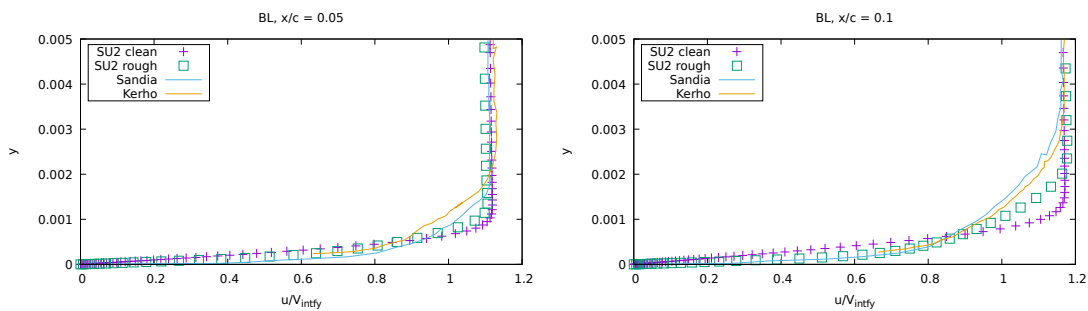 BL, x/c = 0.05
0.005
0.004
0.003
0.002
0.001
0
y
SU2 clean
SU2 rough
Sandia
Kerho
0 0.2 0.4 0.6 0.8 1 1.2
u/V_intfy
BL, x/c = 0.1
0.005
0.004
0.003
0.002
0.001
0
y
SU2 clean
SU2 rough
Sandia
Kerho
0 0.2 0.4 0.6 0.8 1 1.2
u/V_intfy